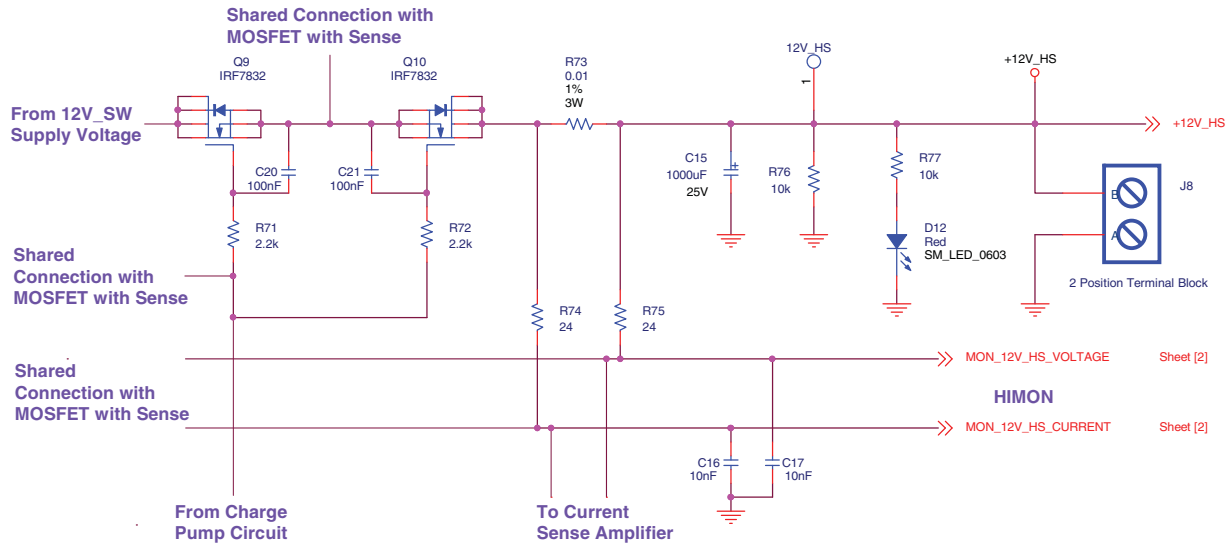 Shared Connection with
MOSFET with Sense
Q9
IRF7832
Q10
IRF7832
R73
0.01
1%
3W
12V_HS
1
+12V_HS
From 12V_SW
Supply Voltage
+12V_HS
C20
100nF
C21
100nF
C15
1000uF
25V
+
R76
10k
R77
10k
J8
B
A
2 Position Terminal Block
R71
2.2k
R72
2.2k
D12
Red
SM_LED_0603
Shared
Connection with
MOSFET with Sense
R74
24
R75
24
MON_12V_HS_VOLTAGE
Sheet [2]
Shared
Connection with
MOSFET with Sense
HIMON
MON_12V_HS_CURRENT
Sheet [2]
C16
10nF
C17
10nF
From Charge
Pump Circuit
To Current
Sense Amplifier